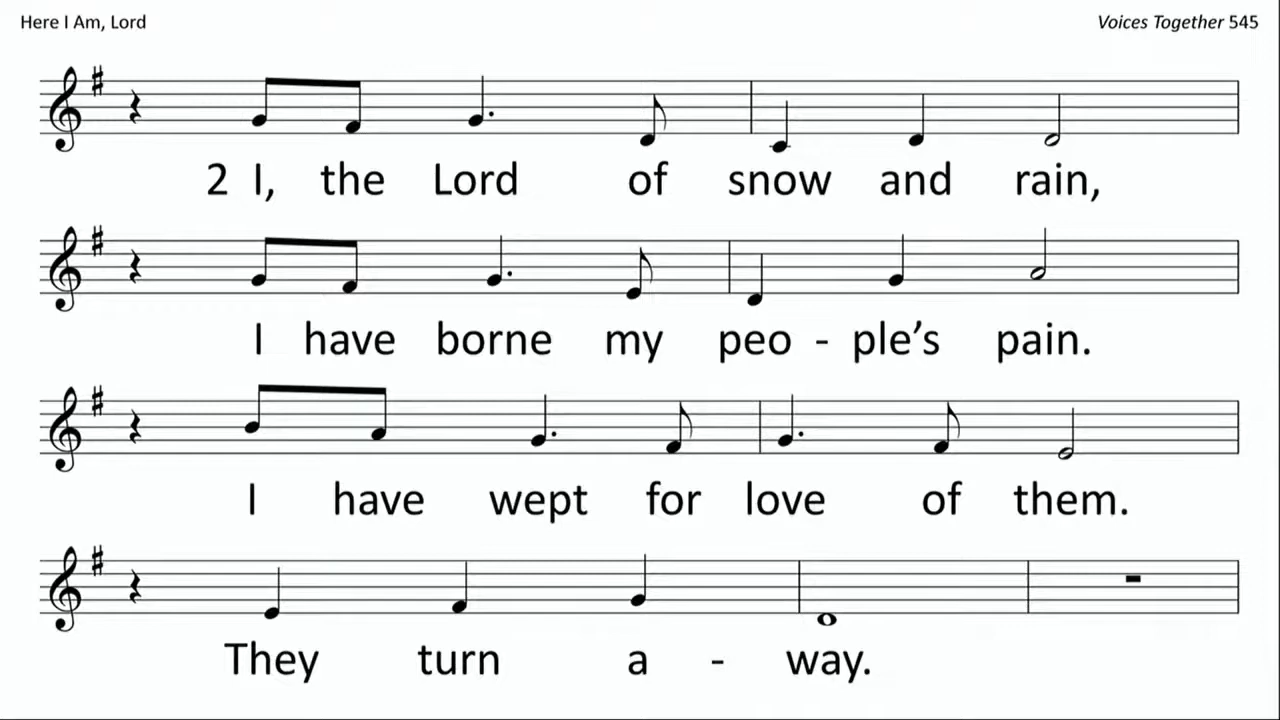 Here I Am, Lord
Voices Together 545
2 I, the Lord of snow and rain,
I have borne my peo - ple’s pain.
I have wept for love of them.
They turn a - way.